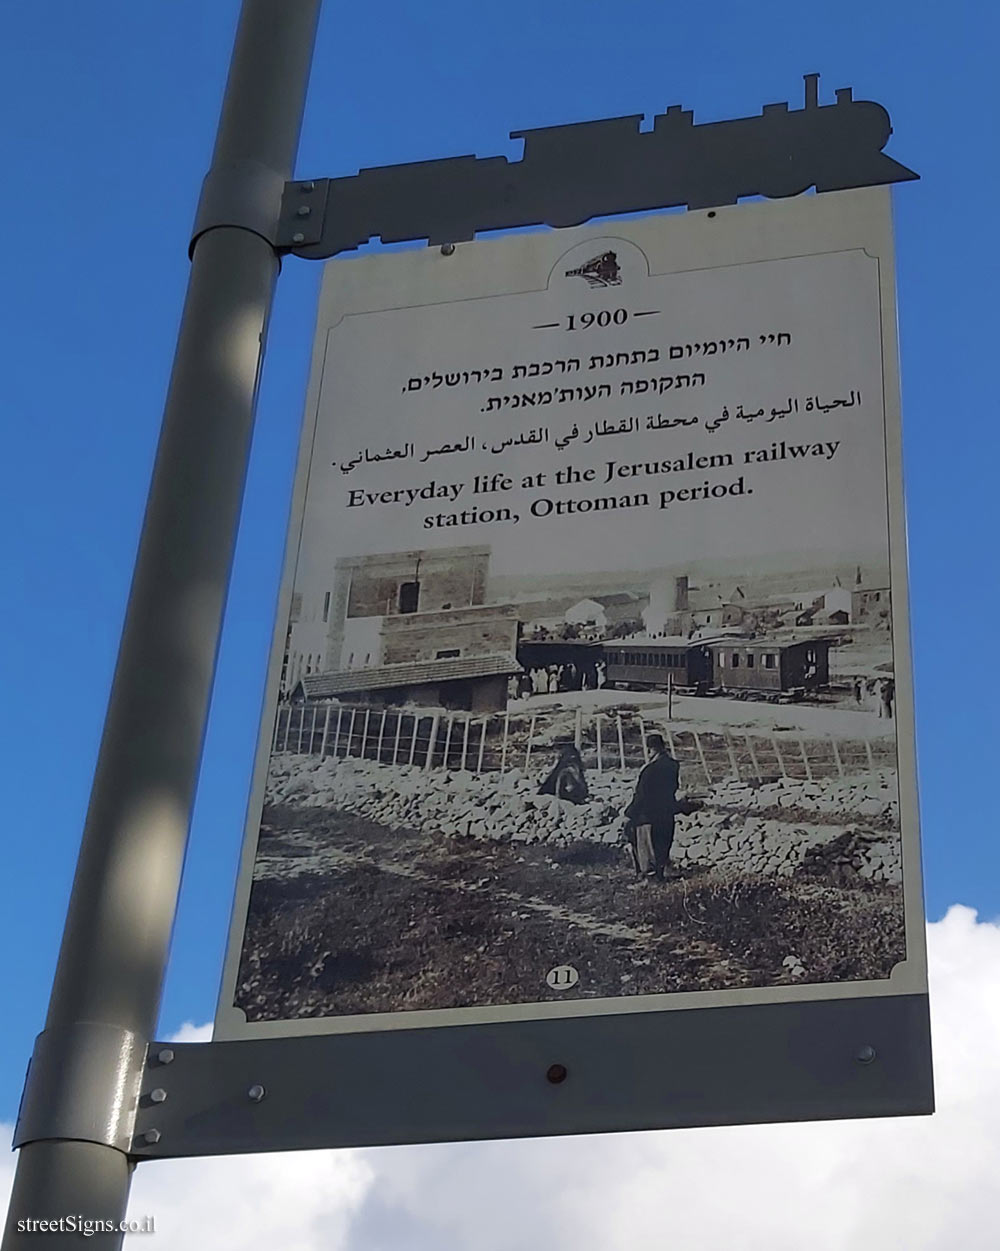 1900
חיי היומיום בתחנת הרכבת בירושלים,
התקופה העות'מאנית.
الحياة اليومية في محطة القطار في القدس، العصر العثماني.
Everyday life at the Jerusalem railway
station, Ottoman period.
11
streetSigns.co.il